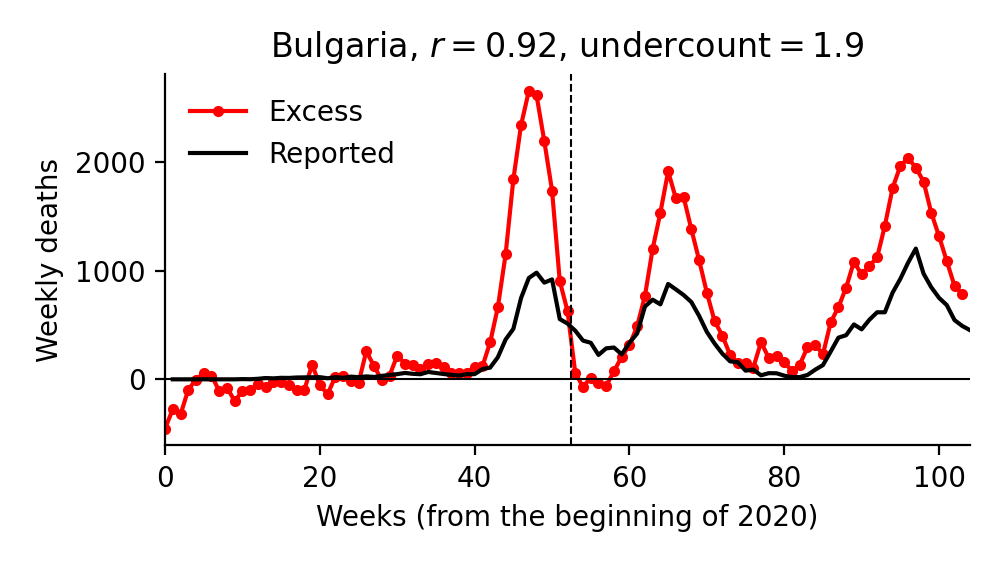 Bulgaria, r = 0.92, undercount = 1.9
Excess
Reported
Weekly deaths
2000
1000
0
0 20 40 60 80 100
Weeks (from the beginning of 2020)